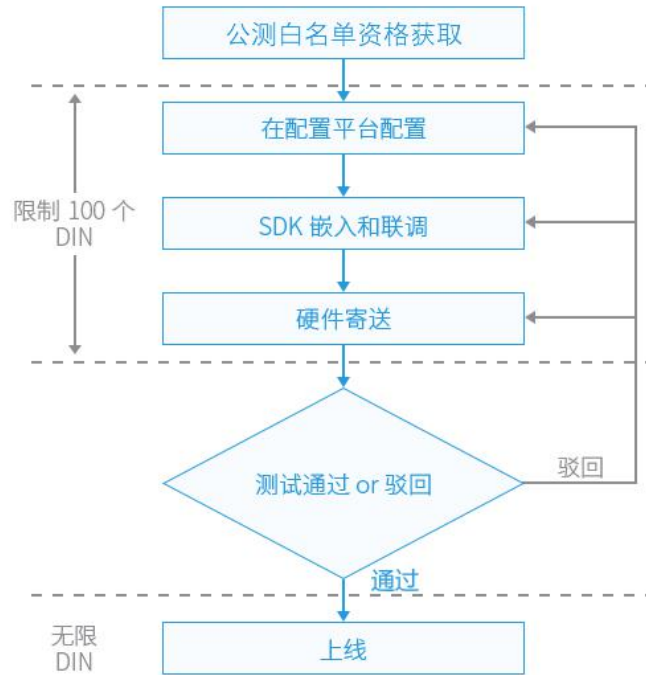 公测白名单资格获取
在配置平台配置
限制 100 个
DIN
SDK 嵌入和联调
硬件寄送
测试通过 or 驳回
驳回
通过
无限
DIN
上线